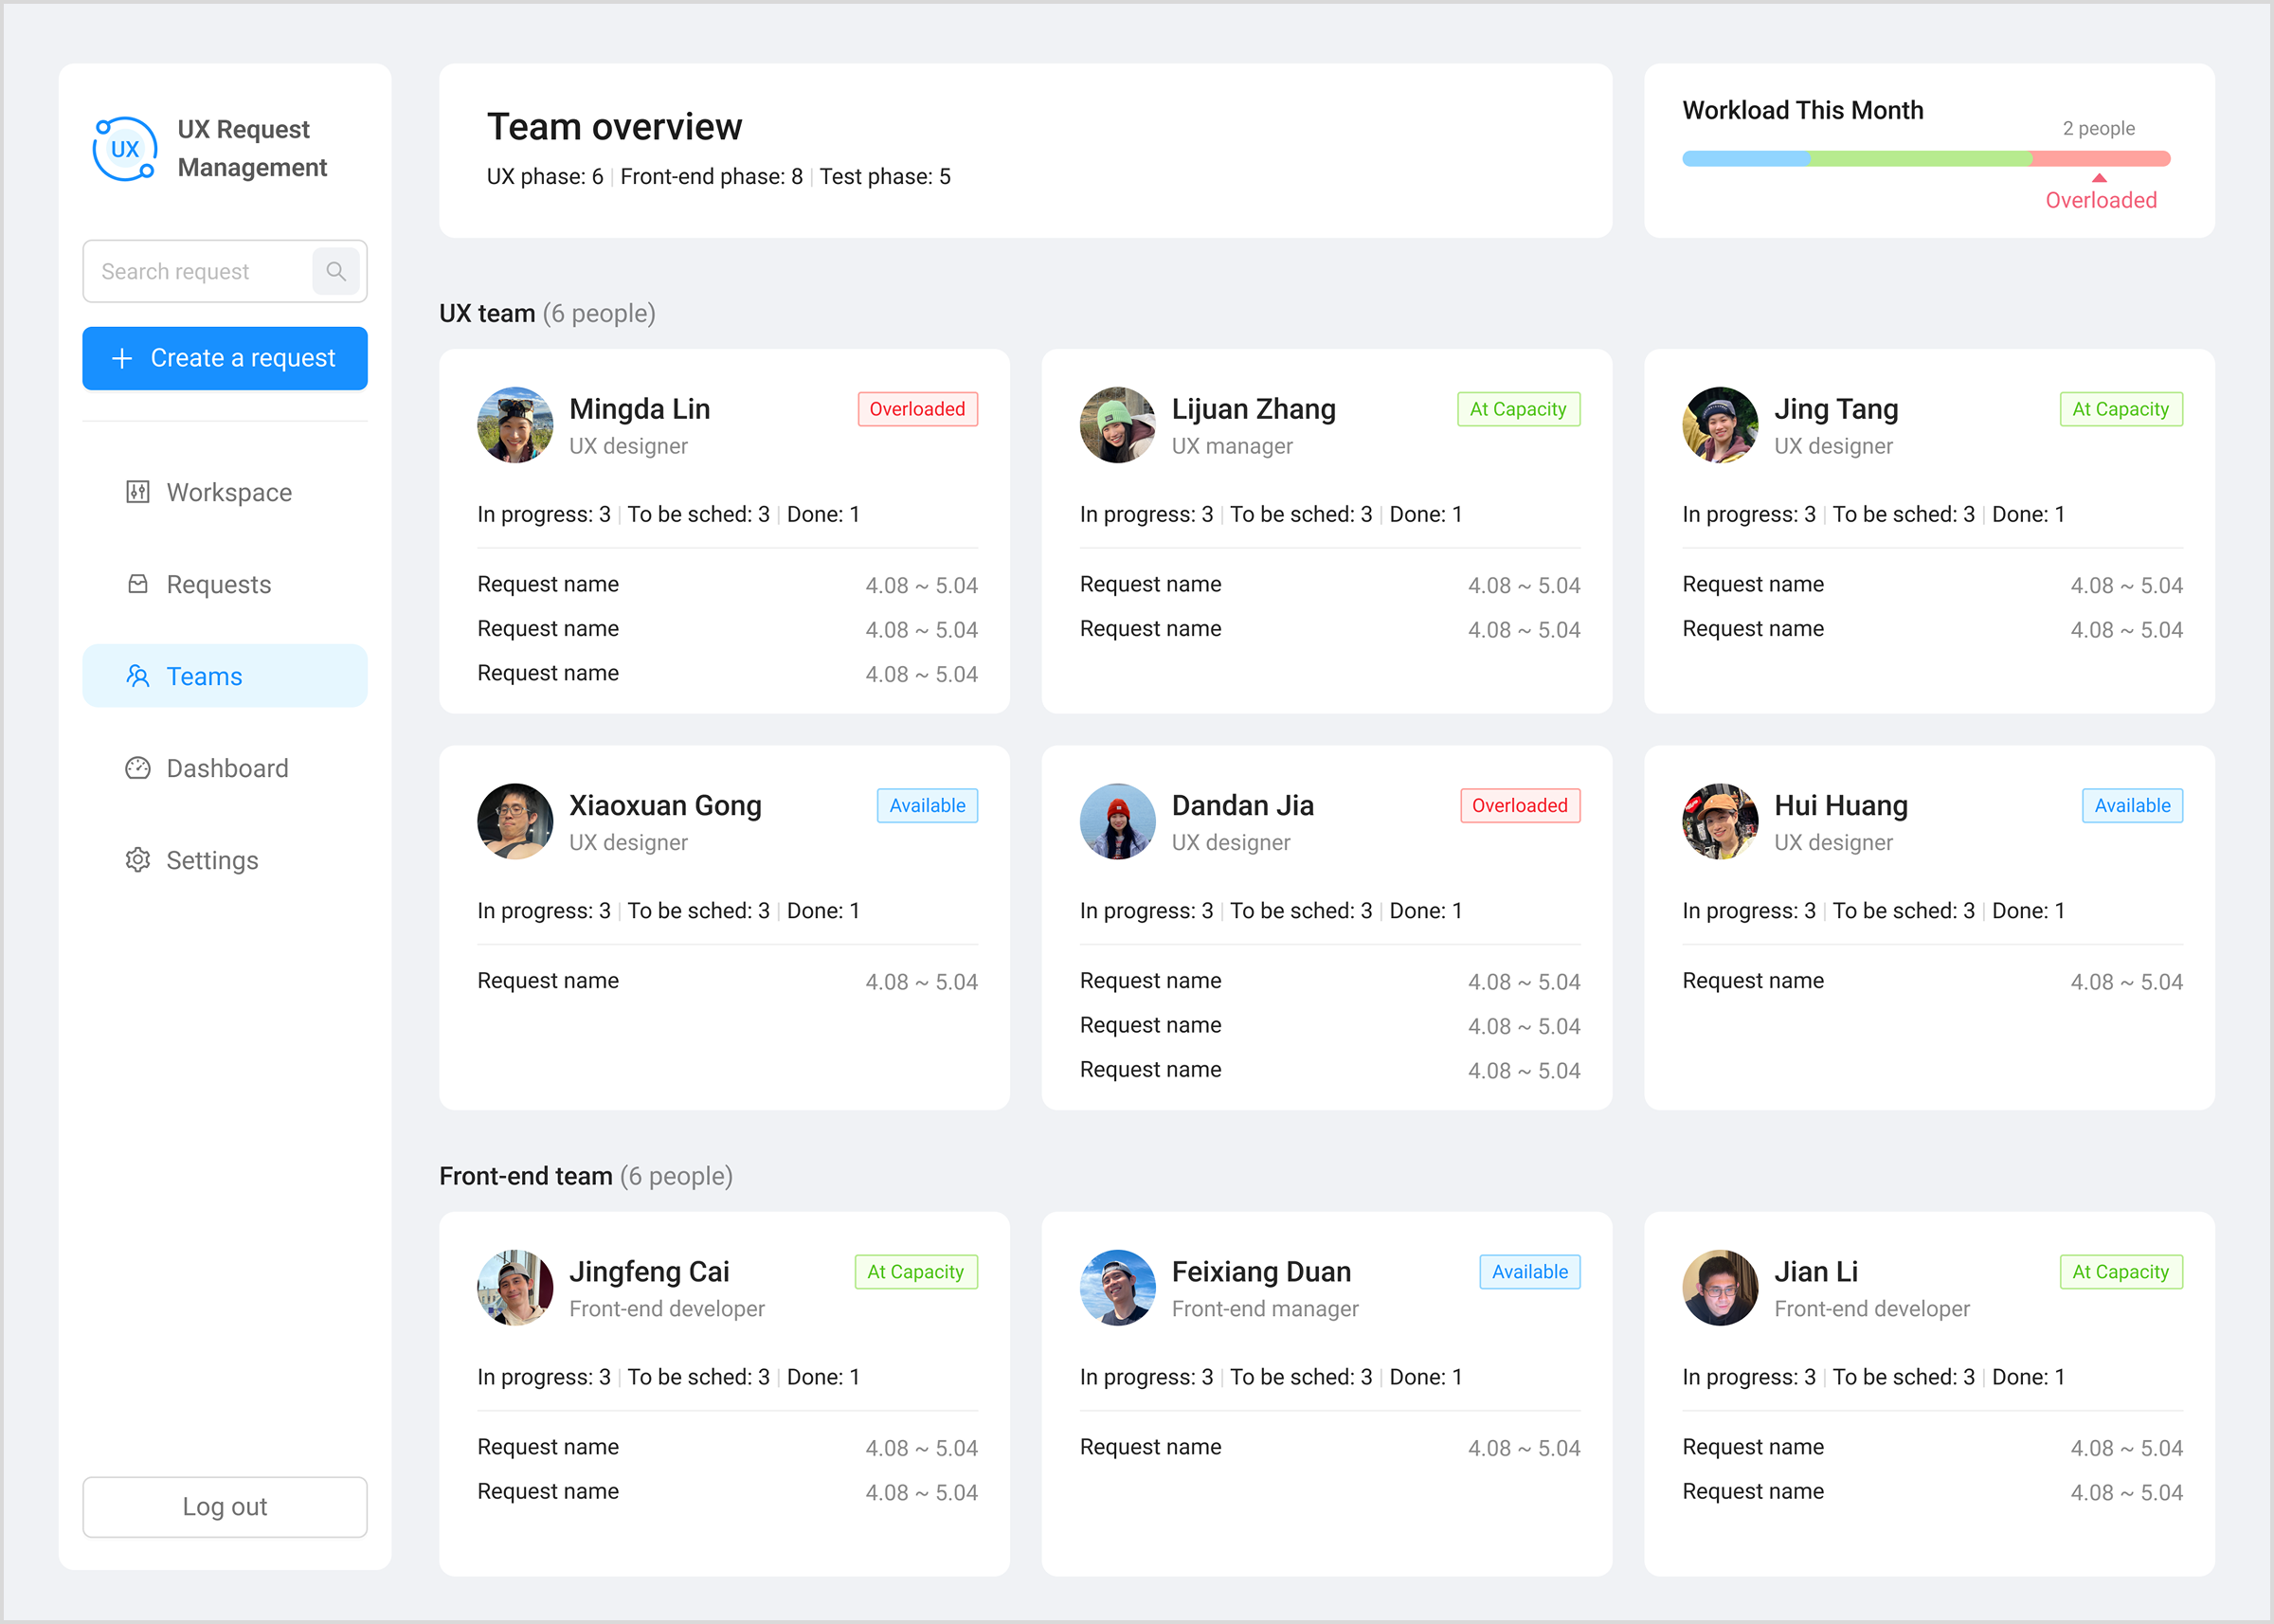 UX
UX Request
Management
Search request
Create a request
Workspace
Requests
Teams
Dashboard
Settings
Log out
Team overview
UX phase: 6 | Front-end phase: 8 | Test phase: 5
Workload This Month
2 people
Overloaded
UX team (6 people)
Mingda Lin
Overloaded
UX designer
In progress: 3 | To be sched: 3 | Done: 1
Request name 4.08 ~ 5.04
Request name 4.08 ~ 5.04
Request name 4.08 ~ 5.04
Lijuan Zhang
At Capacity
UX manager
In progress: 3 | To be sched: 3 | Done: 1
Request name 4.08 ~ 5.04
Request name 4.08 ~ 5.04
Jing Tang
At Capacity
UX designer
In progress: 3 | To be sched: 3 | Done: 1
Request name 4.08 ~ 5.04
Request name 4.08 ~ 5.04
Xiaoxuan Gong
Available
UX designer
In progress: 3 | To be sched: 3 | Done: 1
Request name 4.08 ~ 5.04
Dandan Jia
Overloaded
UX designer
In progress: 3 | To be sched: 3 | Done: 1
Request name 4.08 ~ 5.04
Request name 4.08 ~ 5.04
Request name 4.08 ~ 5.04
Hui Huang
Available
UX designer
In progress: 3 | To be sched: 3 | Done: 1
Request name 4.08 ~ 5.04
Front-end team (6 people)
Jingfeng Cai
At Capacity
Front-end developer
In progress: 3 | To be sched: 3 | Done: 1
Request name 4.08 ~ 5.04
Request name 4.08 ~ 5.04
Feixiang Duan
Available
Front-end manager
In progress: 3 | To be sched: 3 | Done: 1
Request name 4.08 ~ 5.04
Jian Li
At Capacity
Front-end developer
In progress: 3 | To be sched: 3 | Done: 1
Request name 4.08 ~ 5.04
Request name 4.08 ~ 5.04